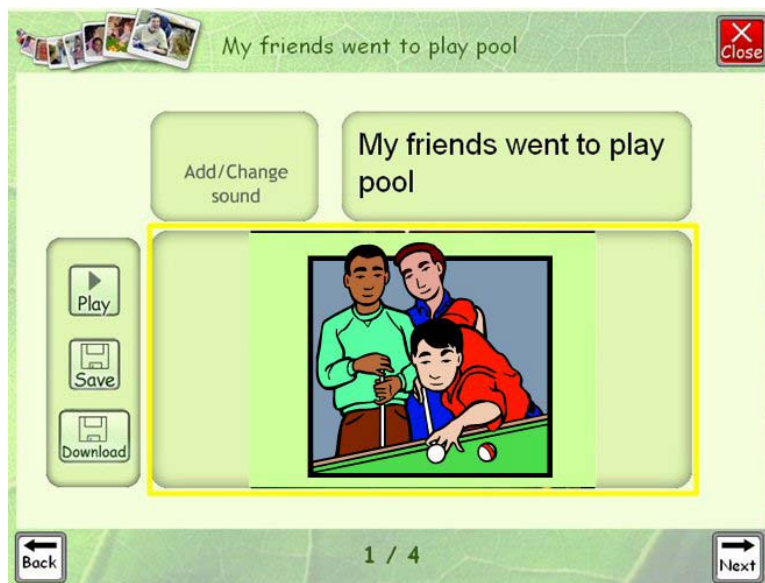 My friends went to play pool
Close
Add/Change
sound
My friends went to play
pool
Play
Save
Download
Back
1 / 4
Next